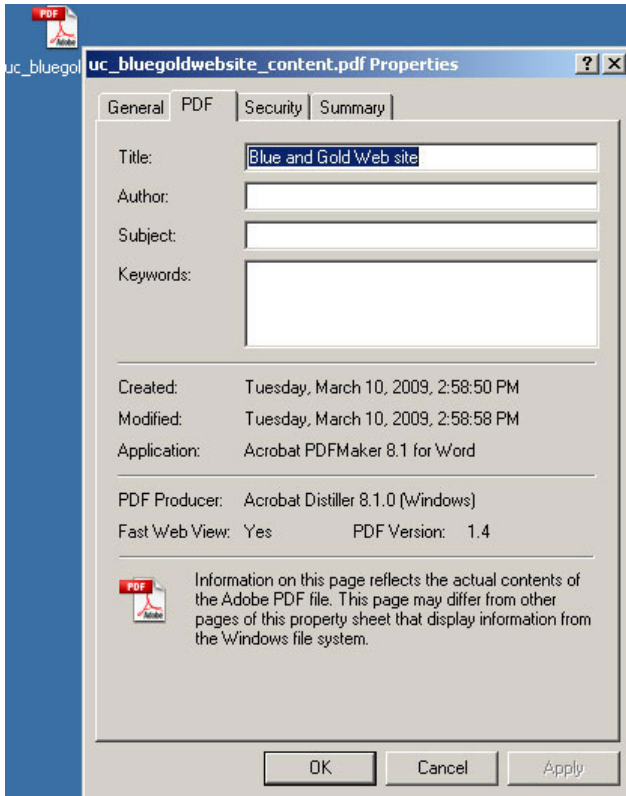 PDF
Adobe
uc_bluegol
uc_bluegoldwebsite_content.pdf Properties
? X
General PDF Security Summary
Title: Blue and Gold Web site
Author:
Subject:
Keywords:
Created: Tuesday, March 10, 2009, 2:58:50 PM
Modified: Tuesday, March 10, 2009, 2:58:58 PM
Application: Acrobat PDFMaker 8.1 for Word
PDF Producer: Acrobat Distiller 8.1.0 (Windows)
Fast Web View: Yes PDF Version: 1.4
PDF
Adobe
Information on this page reflects the actual contents of
the Adobe PDF file. This page may differ from other
pages of this property sheet that display information from
the Windows file system.
OK Cancel Apply